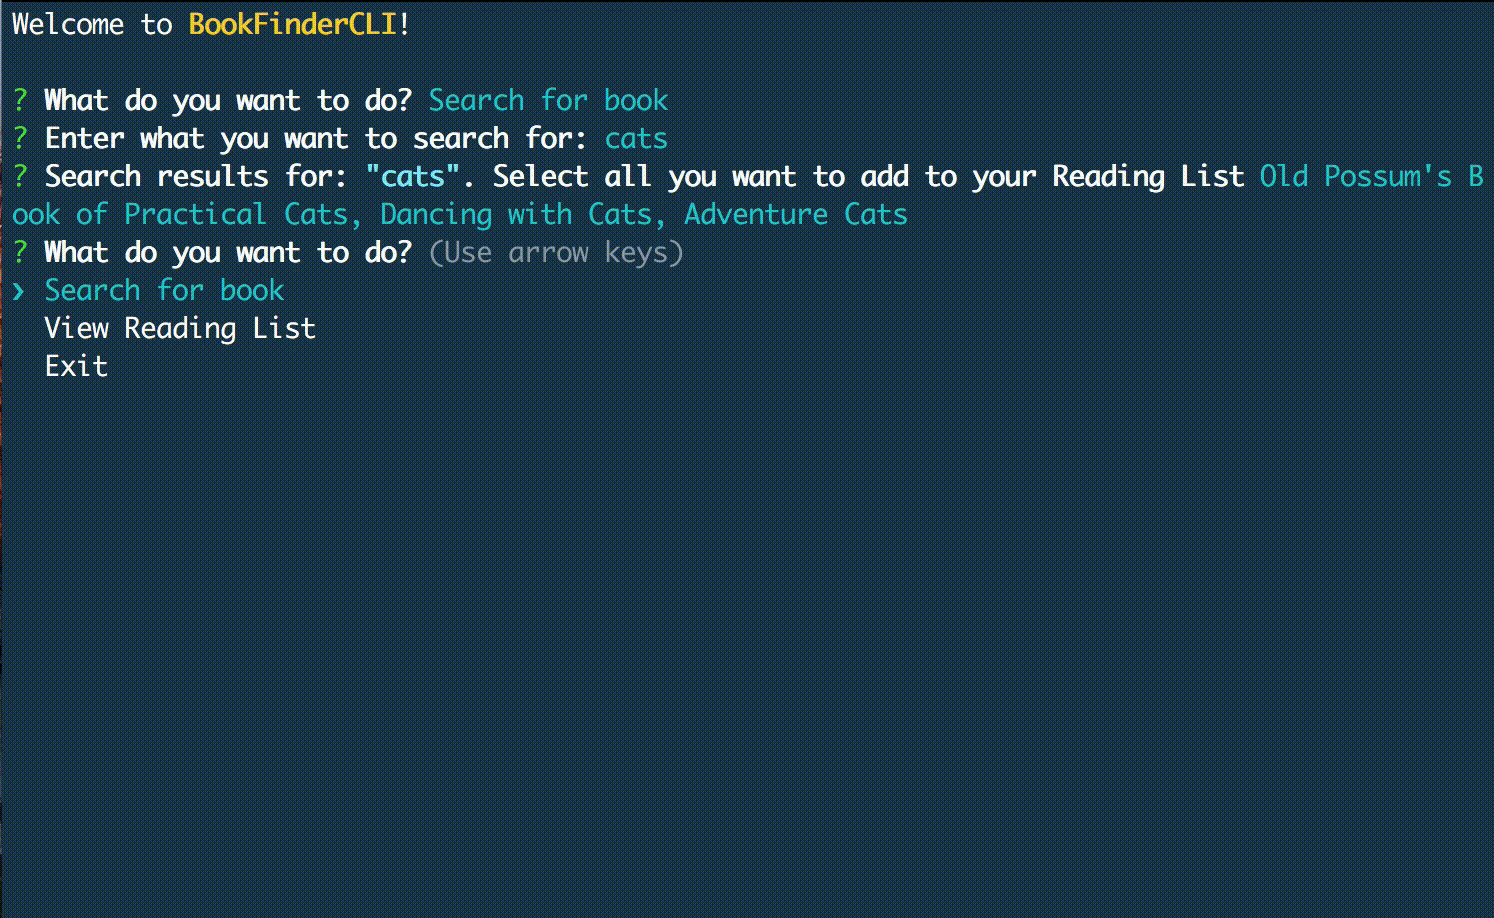 Welcome to BookFinderCLI!
? What do you want to do? Search for book
? Enter what you want to search for: cats
? Search results for: "cats". Select all you want to add to your Reading List Old Possum's B
ook of Practical Cats, Dancing with Cats, Adventure Cats
? What do you want to do? (Use arrow keys)
❯ Search for book
View Reading List
Exit